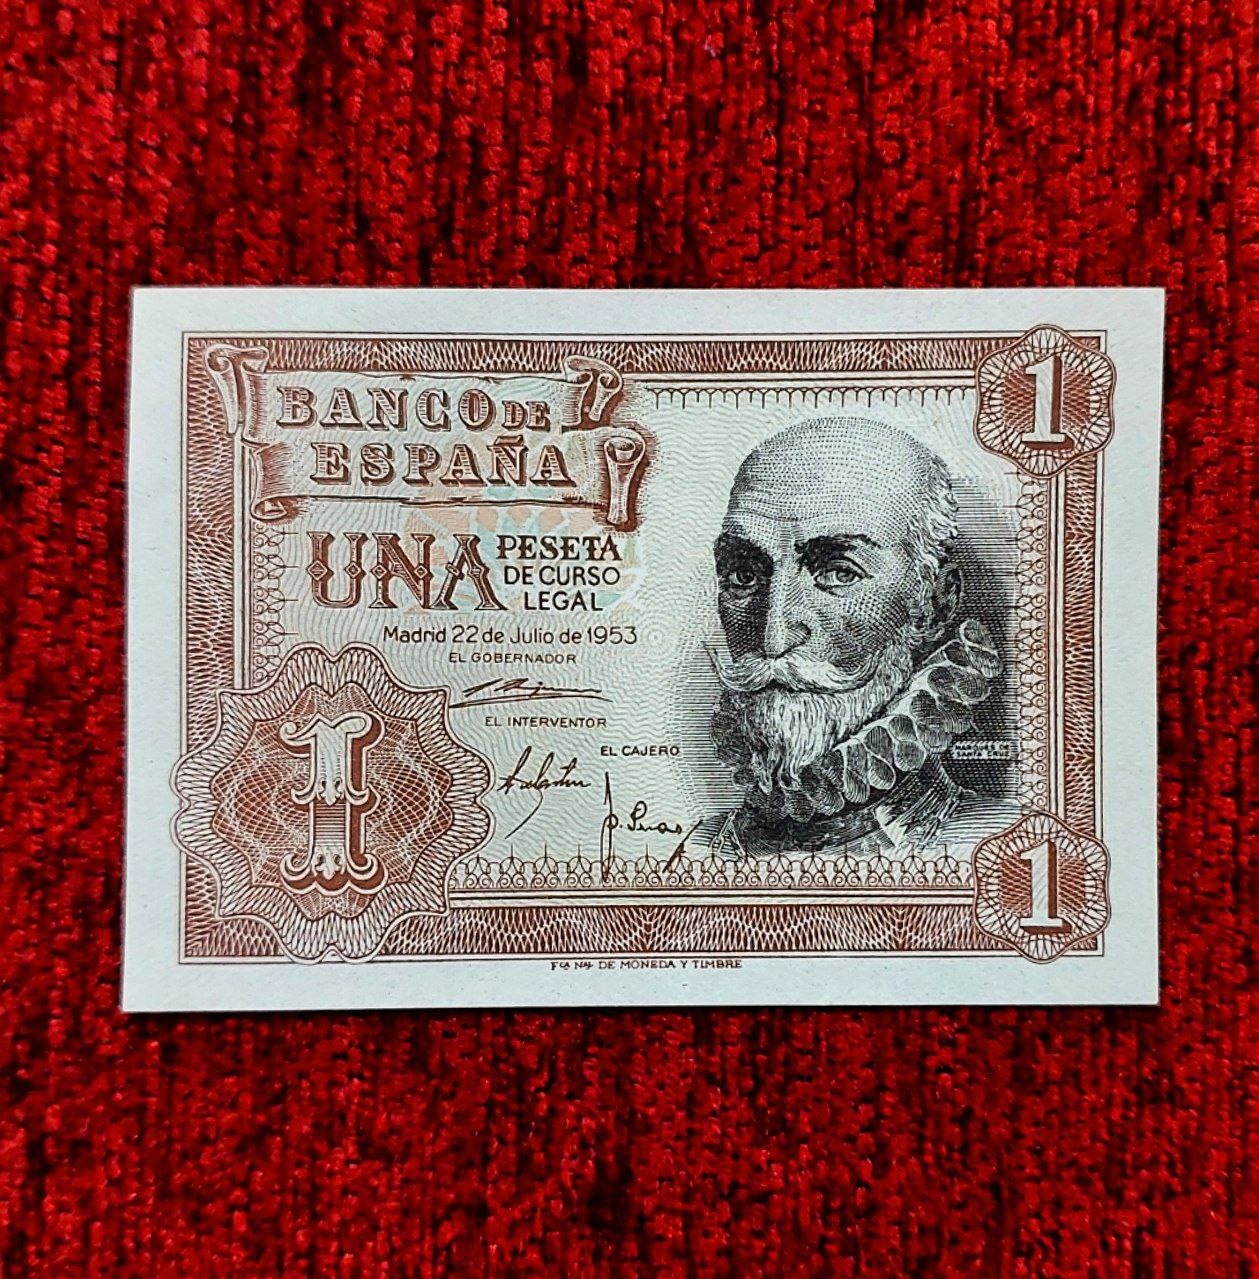 BANCO DE
ESPAÑA
1
UNA PESETA
DE CURSO
LEGAL
Madrid 22 de Julio de 1953
EL GOBERNADOR
EL INTERVENTOR
EL CAJERO
MARQUES DE
SANTA CRUZ
1
1
Fca Nal DE MONEDA Y TIMBRE